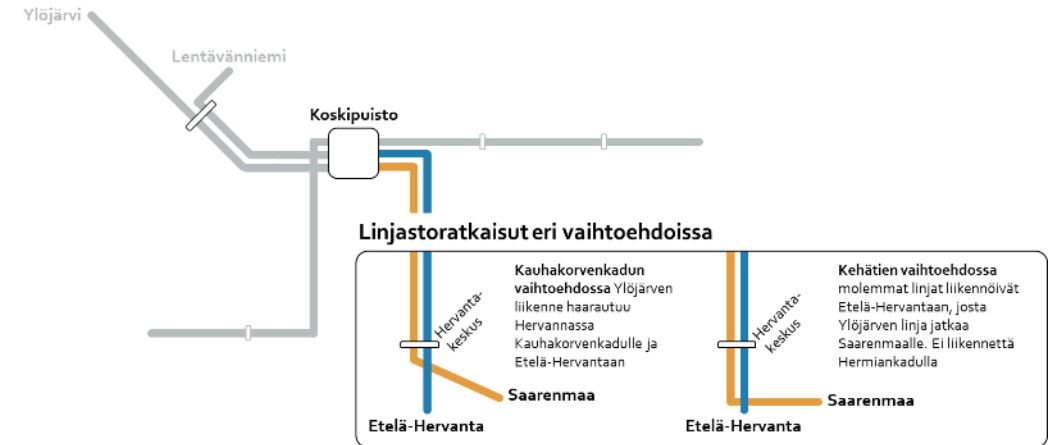 Ylöjärvi
Lentävänniemi
Koskipuisto
Linjastoratkaisut eri vaihtoehdoissa
Kauhakorvenkadun
vaihtoehdossa Ylöjärven
liikenne haarautuu
Hervannassa
Kauhakorvenkadulle ja
Etelä-Hervantaan
Hervanta-
keskus
Saarenmaa
Etelä-Hervanta
Kehätien vaihtoehdossa
molemmat linjat liikennöivät
Etelä-Hervantaan, josta
Ylöjärven linja jatkaa
Saarenmaalle. Ei liikennettä
Hermiankadulla
Hervanta-
keskus
Saarenmaa
Etelä-Hervanta